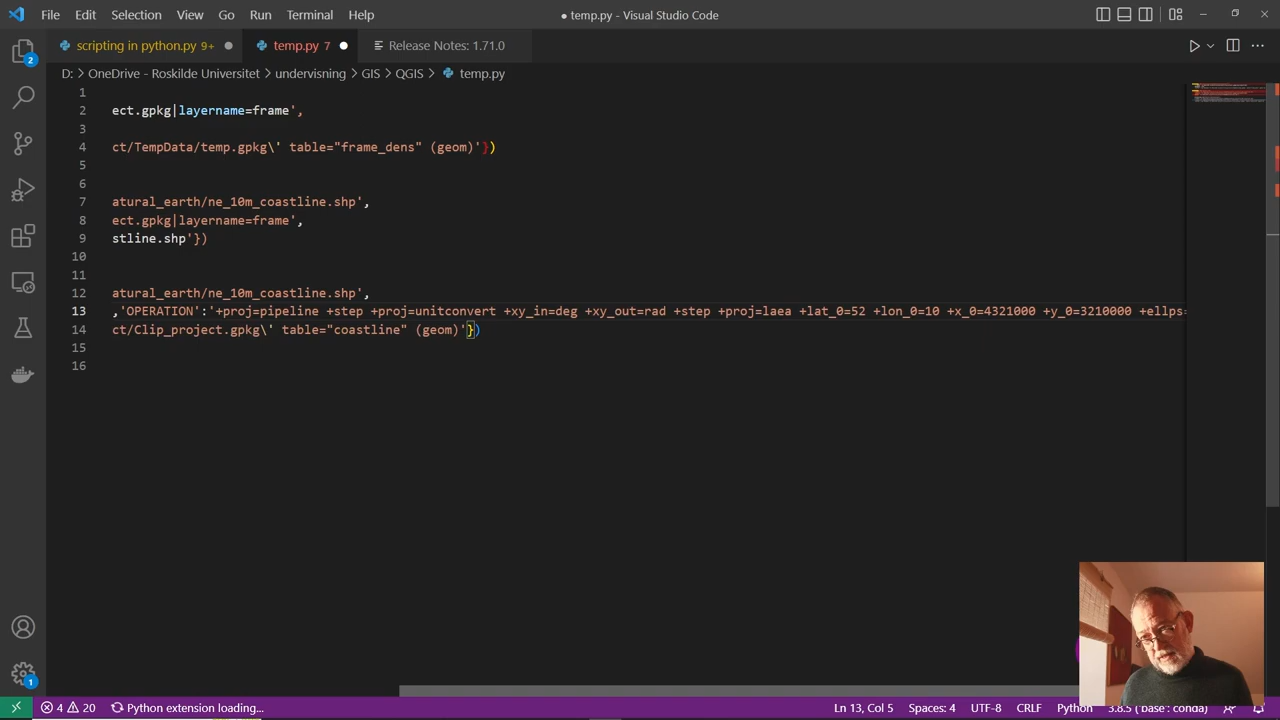 File Edit Selection View Go Run Terminal Help
● temp.py - Visual Studio Code
scripting in python.py 9+ ● temp.py 7 ● Release Notes: 1.71.0
D: > OneDrive - Roskilde Universitet > undervisning > GIS > QGIS > temp.py
1
2 ect.gpkg|layername=frame',
3
4 ct/TempData/temp.gpkg\' table="frame_dens" (geom)'})
5
6
7 atural_earth/ne_10m_coastline.shp',
8 ect.gpkg|layername=frame',
9 stline.shp'})
10
11
12 atural_earth/ne_10m_coastline.shp',
13 ,'OPERATION':'+proj=pipeline +step +proj=unitconvert +xy_in=deg +xy_out=rad +step +proj=laea +lat_0=52 +lon_0=10 +x_0=4321000 +y_0=3210000 +ellps=
14 ct/Clip_project.gpkg\' table="coastline" (geom)'})
15
16
2
1
4 20 Python extension loading... Ln 13, Col 5 Spaces: 4 UTF-8 CRLF Python 3.8.5 ('base': conda)